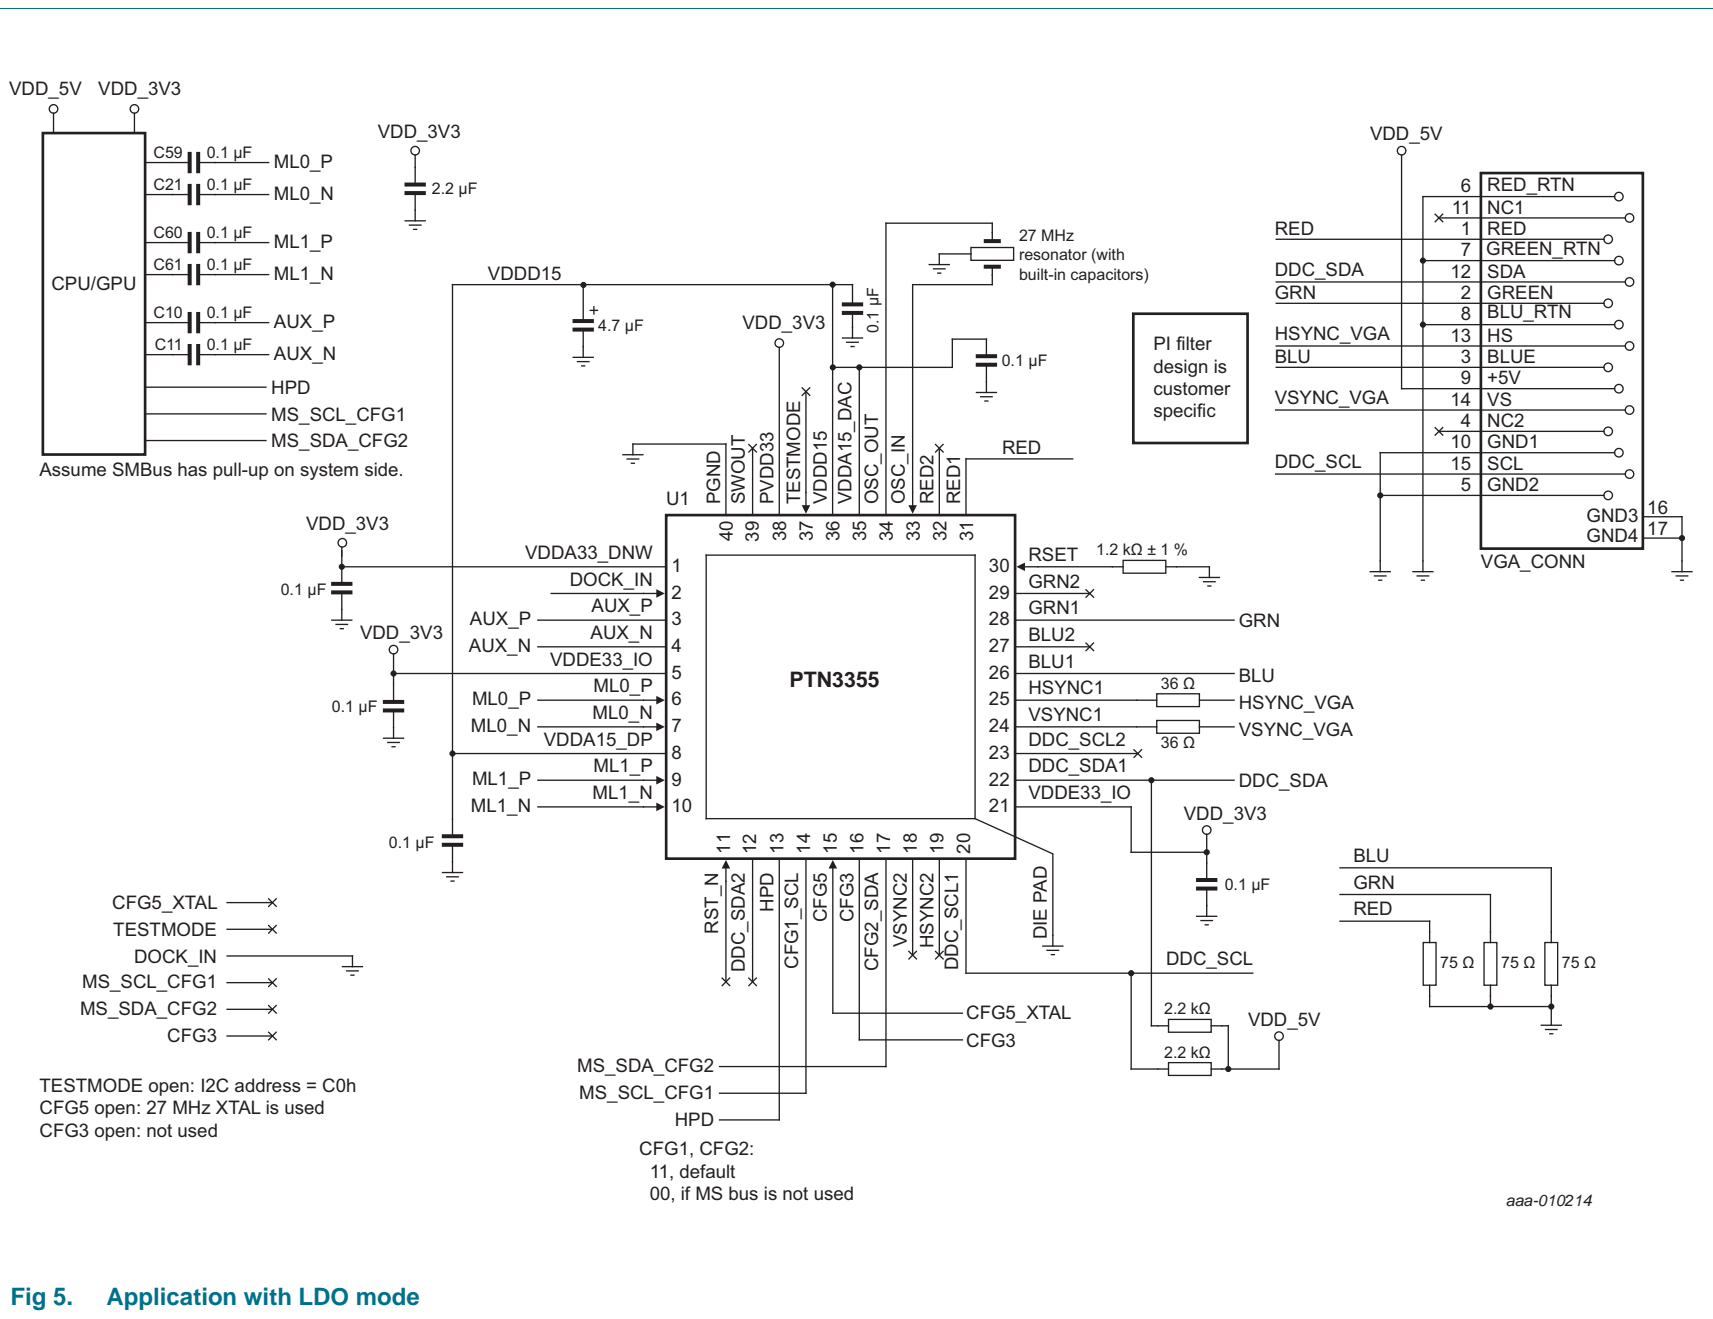 VDD_5V VDD_3V3
C59 0.1 μF ML0_P
C21 0.1 μF ML0_N
C60 0.1 μF ML1_P
C61 0.1 μF ML1_N
CPU/GPU
C10 0.1 μF AUX_P
C11 0.1 μF AUX_N
HPD
MS_SCL_CFG1
MS_SDA_CFG2
Assume SMBus has pull-up on system side.
VDD_3V3
2.2 μF
VDDD15
4.7 μF
+
VDD_3V3
0.1 μF
0.1 μF
27 MHz
resonator (with
built-in capacitors)
PI filter
design is
customer
specific
VDD_5V
6 RED_RTN
11 NC1
RED 1 RED
7 GREEN_RTN
DDC_SDA 12 SDA
GRN 2 GREEN
8 BLU_RTN
HSYNC_VGA 13 HS
BLU 3 BLUE
9 +5V
VSYNC_VGA 14 VS
4 NC2
10 GND1
DDC_SCL 15 SCL
5 GND2
GND3 16
GND4 17
VGA_CONN
U1
PGND 40
SWOUT 39
PVDD33 38
TESTMODE 37
VDDD15 36
VDDA15_DAC 35
OSC_OUT 34
OSC_IN 33
RED2 32
RED1 31
RED
VDD_3V3
0.1 μF
VDDA33_DNW 1
DOCK_IN 2
AUX_P AUX_P 3
AUX_N AUX_N 4
VDD_3V3
0.1 μF
VDDE33_IO 5
ML0_P ML0_P 6
ML0_N ML0_N 7
VDDA15_DP 8
ML1_P ML1_P 9
ML1_N ML1_N 10
0.1 μF
PTN3355
30 RSET 1.2 kΩ ± 1 %
29 GRN2
28 GRN1 GRN
27 BLU2
26 BLU1 BLU
25 HSYNC1 36 Ω HSYNC_VGA
24 VSYNC1 36 Ω VSYNC_VGA
23 DDC_SCL2
22 DDC_SDA1 DDC_SDA
21 VDDE33_IO
VDD_3V3
0.1 μF
11 RST_N
12 DDC_SDA2
13 HPD
14 CFG1_SCL
15 CFG5
16 CFG3
17 CFG2_SDA
18 VSYNC2
19 HSYNC2
20 DDC_SCL1
DIE PAD
DDC_SCL
2.2 kΩ
2.2 kΩ
VDD_5V
CFG5_XTAL
CFG3
MS_SDA_CFG2
MS_SCL_CFG1
HPD
CFG1, CFG2:
11, default
00, if MS bus is not used
BLU
GRN
RED
75 Ω 75 Ω 75 Ω
CFG5_XTAL
TESTMODE
DOCK_IN
MS_SCL_CFG1
MS_SDA_CFG2
CFG3
TESTMODE open: I2C address = C0h
CFG5 open: 27 MHz XTAL is used
CFG3 open: not used
aaa-010214
Fig 5. Application with LDO mode